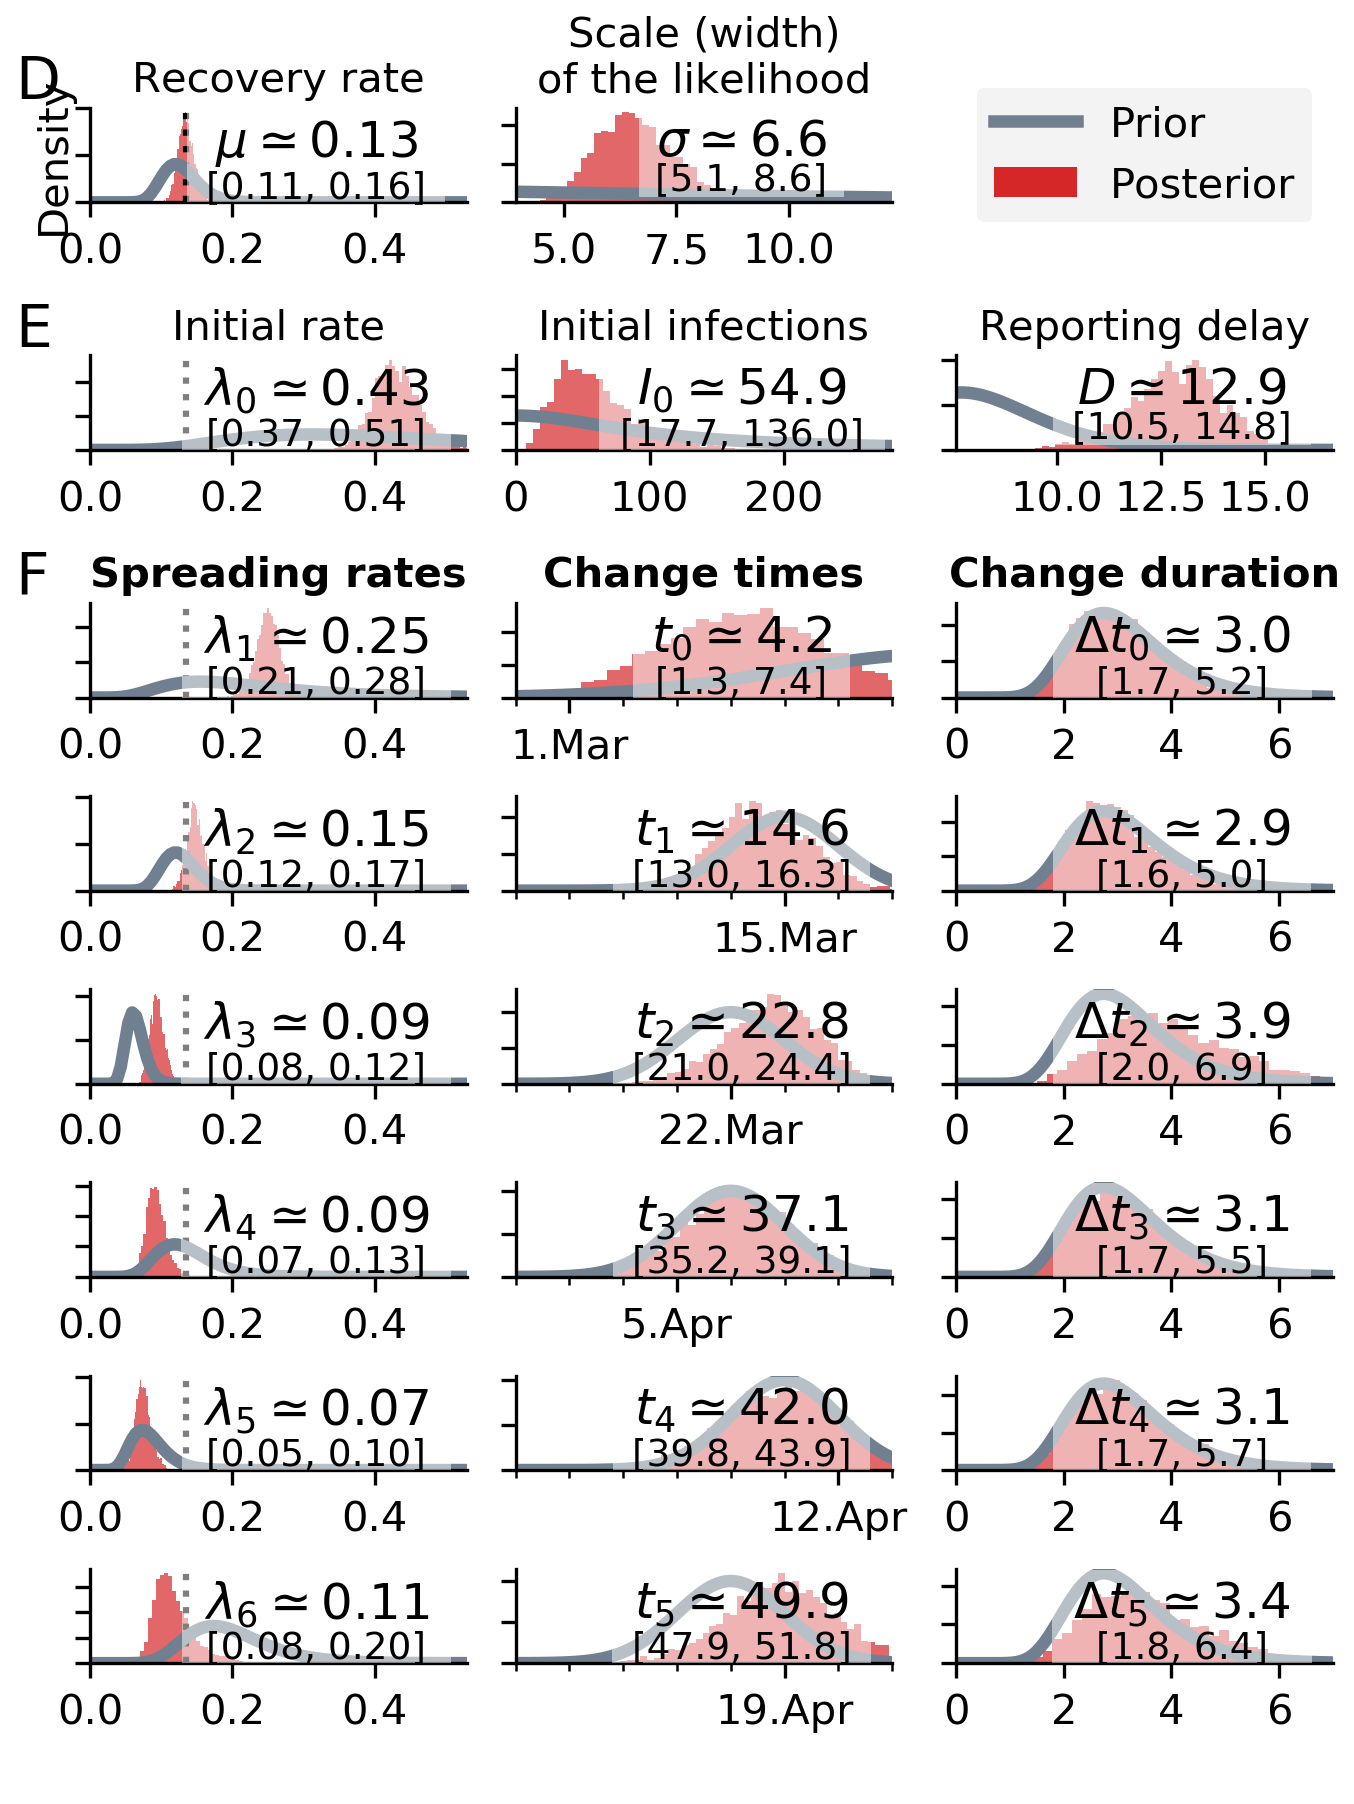 D
Recovery rate
Scale (width)
of the likelihood
Density
μ ≃ 0.13
[0.11, 0.16]
0.0 0.2 0.4
σ ≃ 6.6
[5.1, 8.6]
5.0 7.5 10.0
Prior
Posterior
E
Initial rate
λ0 ≃ 0.43
[0.37, 0.51]
0.0 0.2 0.4
Initial infections
I0 ≃ 54.9
[17.7, 136.0]
0 100 200
Reporting delay
D ≃ 12.9
[10.5, 14.8]
10.0 12.5 15.0
F
Spreading rates
Change times
Change duration
λ1 ≃ 0.25
[0.21, 0.28]
0.0 0.2 0.4
t0 ≃ 4.2
[1.3, 7.4]
1.Mar
Δt0 ≃ 3.0
[1.7, 5.2]
0 2 4 6
λ2 ≃ 0.15
[0.12, 0.17]
0.0 0.2 0.4
t1 ≃ 14.6
[13.0, 16.3]
15.Mar
Δt1 ≃ 2.9
[1.6, 5.0]
0 2 4 6
λ3 ≃ 0.09
[0.08, 0.12]
0.0 0.2 0.4
t2 ≃ 22.8
[21.0, 24.4]
22.Mar
Δt2 ≃ 3.9
[2.0, 6.9]
0 2 4 6
λ4 ≃ 0.09
[0.07, 0.13]
0.0 0.2 0.4
t3 ≃ 37.1
[35.2, 39.1]
5.Apr
Δt3 ≃ 3.1
[1.7, 5.5]
0 2 4 6
λ5 ≃ 0.07
[0.05, 0.10]
0.0 0.2 0.4
t4 ≃ 42.0
[39.8, 43.9]
12.Apr
Δt4 ≃ 3.1
[1.7, 5.7]
0 2 4 6
λ6 ≃ 0.11
[0.08, 0.20]
0.0 0.2 0.4
t5 ≃ 49.9
[47.9, 51.8]
19.Apr
Δt5 ≃ 3.4
[1.8, 6.4]
0 2 4 6